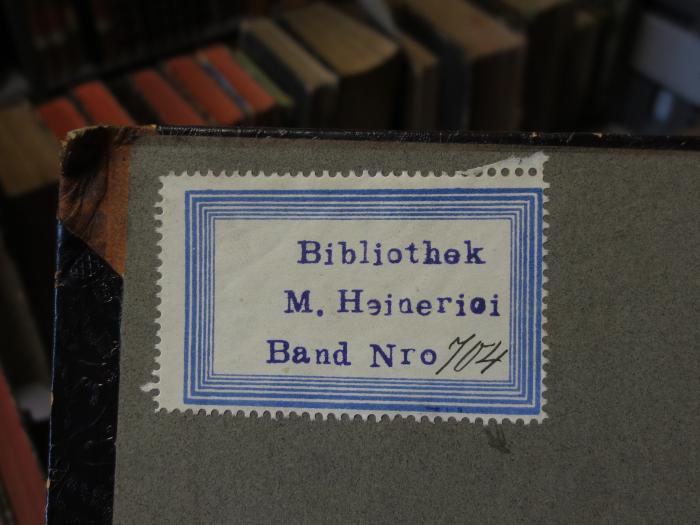 Bibliothek
M. Heinerici
Band Nro 704